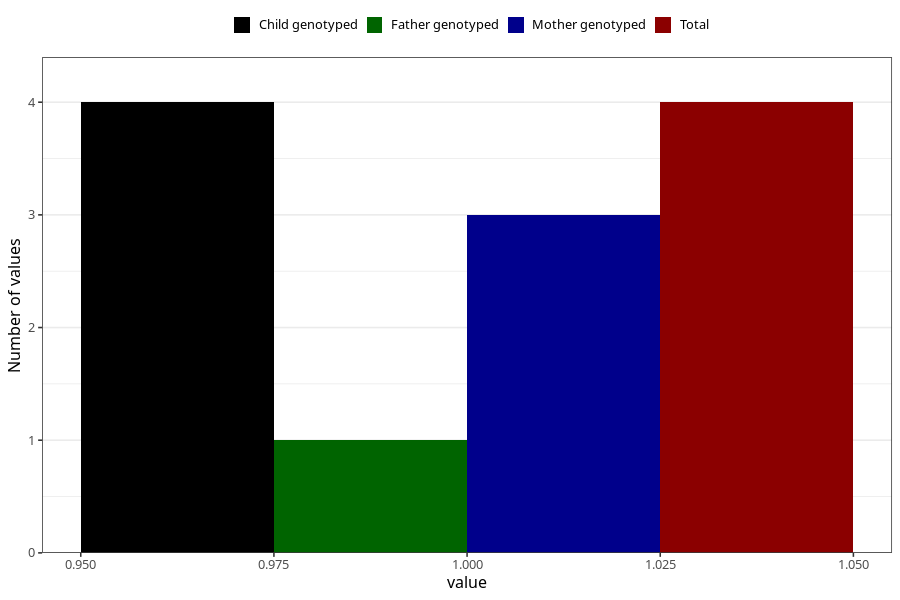 Child genotyped Father genotyped Mother genotyped Total
4
3
2
1
0
Number of values
0.950 0.975 1.000 1.025 1.050
value